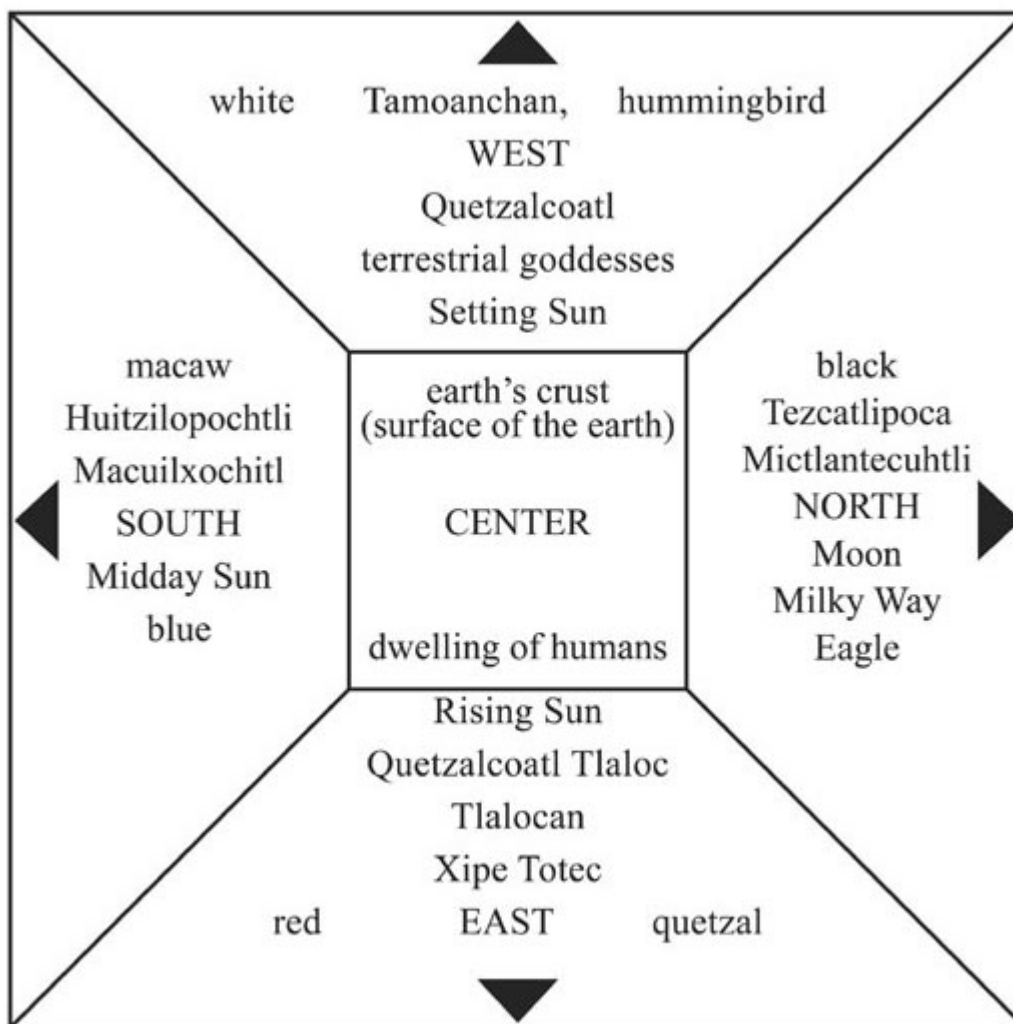 white Tamoanchan, hummingbird
WEST
Quetzalcoatl
terrestrial goddesses
Setting Sun
macaw
Huitzilopochtli
Macuilxochitl
SOUTH
Midday Sun
blue
earth's crust
(surface of the earth)
CENTER
dwelling of humans
black
Tezcatlipoca
Mictlantecuhtli
NORTH
Moon
Milky Way
Eagle
Rising Sun
Quetzalcoatl Tlaloc
Tlalocan
Xipe Totec
red EAST quetzal